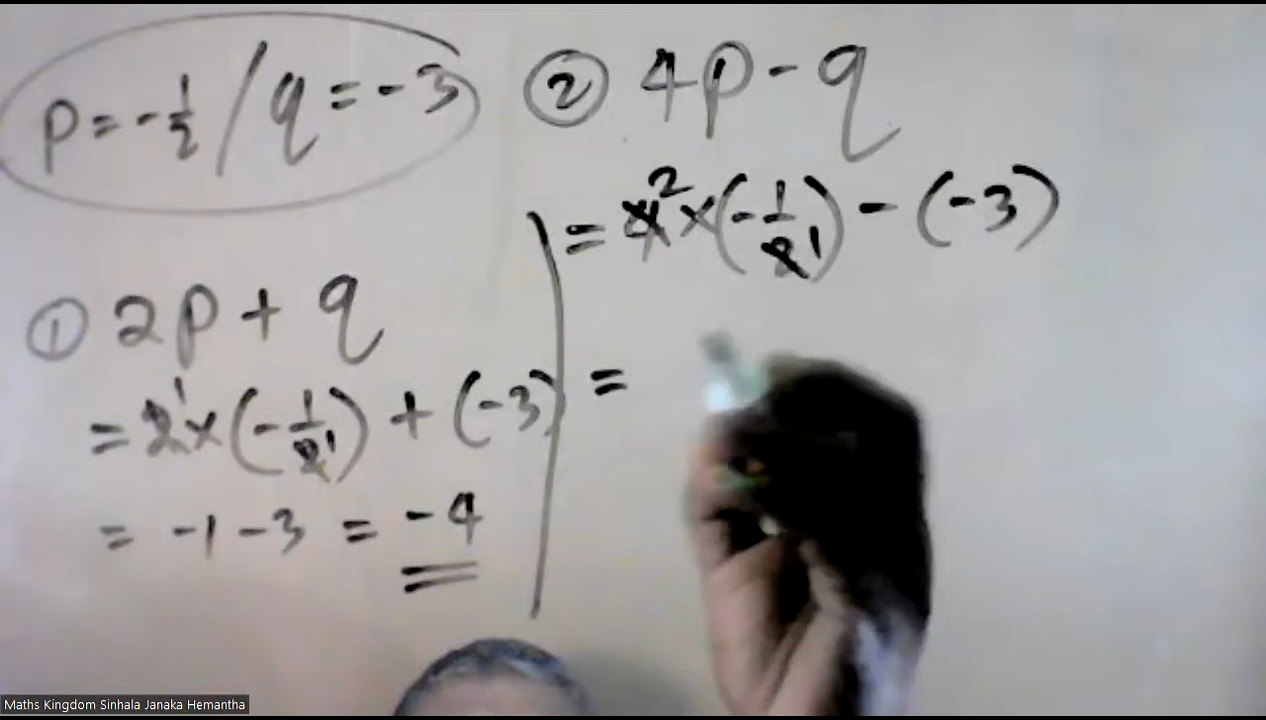 p = -1/2 / q = -3
① 2p + q
= 2¹ × (-1/2¹) + (-3)
= -1 - 3 = -4
② 4p - q
= 4² × (-1/2¹) - (-3)
=
Maths Kingdom Sinhala Janaka Hemantha